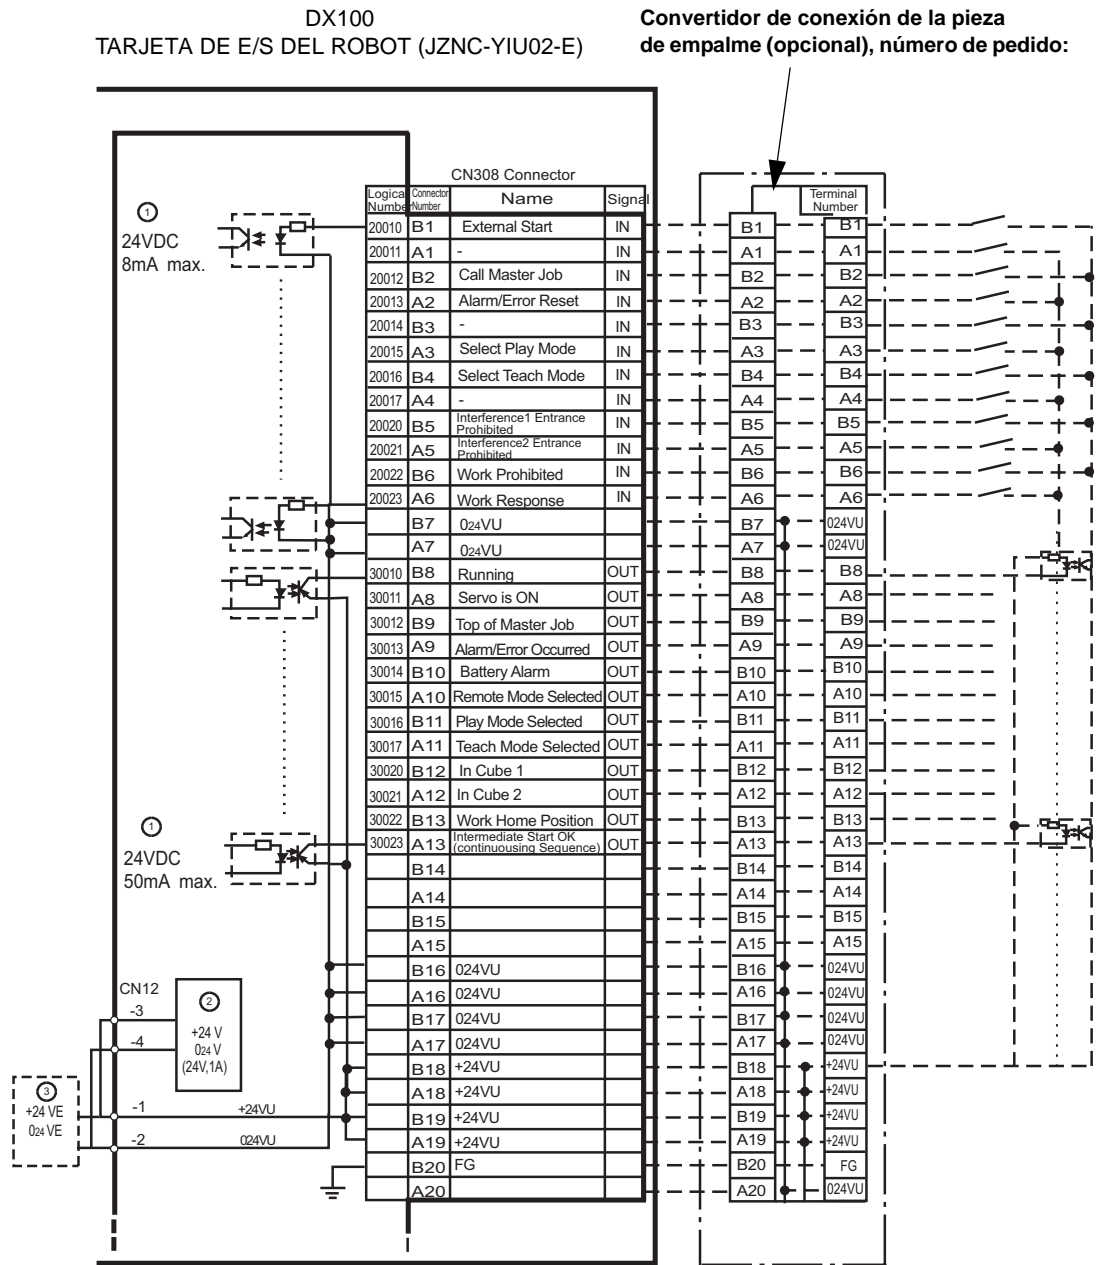 DX100
TARJETA DE E/S DEL ROBOT (JZNC-YIU02-E)
Convertidor de conexión de la pieza
de empalme (opcional), número de pedido:
CN308 Connector
Logical Number Connector Number Name Signal
Terminal Number
① 24VDC
8mA max.
20010 B1 External Start IN B1 B1
20011 A1 - IN A1 A1
20012 B2 Call Master Job IN B2 B2
20013 A2 Alarm/Error Reset IN A2 A2
20014 B3 - IN B3 B3
20015 A3 Select Play Mode IN A3 A3
20016 B4 Select Teach Mode IN B4 B4
20017 A4 - IN A4 A4
20020 B5 Interference1 Entrance Prohibited IN B5 B5
20021 A5 Interference2 Entrance Prohibited IN A5 A5
20022 B6 Work Prohibited IN B6 B6
20023 A6 Work Response IN A6 A6
B7 024VU B7 024VU
A7 024VU A7 024VU
30010 B8 Running OUT B8 B8
30011 A8 Servo is ON OUT A8 A8
30012 B9 Top of Master Job OUT B9 B9
30013 A9 Alarm/Error Occurred OUT A9 A9
30014 B10 Battery Alarm OUT B10 B10
30015 A10 Remote Mode Selected OUT A10 A10
30016 B11 Play Mode Selected OUT B11 B11
30017 A11 Teach Mode Selected OUT A11 A11
30020 B12 In Cube 1 OUT B12 B12
30021 A12 In Cube 2 OUT A12 A12
30022 B13 Work Home Position OUT B13 B13
30023 A13 Intermediate Start OK (continuousing Sequence) OUT A13 A13
① 24VDC
50mA max.
B14 B14 B14
A14 A14 A14
B15 B15 B15
A15 A15 A15
B16 024VU B16 024VU
A16 024VU A16 024VU
B17 024VU B17 024VU
A17 024VU A17 024VU
B18 +24VU B18 +24VU
A18 +24VU A18 +24VU
B19 +24VU B19 +24VU
A19 +24VU A19 +24VU
B20 FG B20 FG
A20 A20 024VU
CN12
-3
-4
②
+24 V
024 V
(24V,1A)
③
+24 VE
024 VE
-1 +24VU
-2 024VU